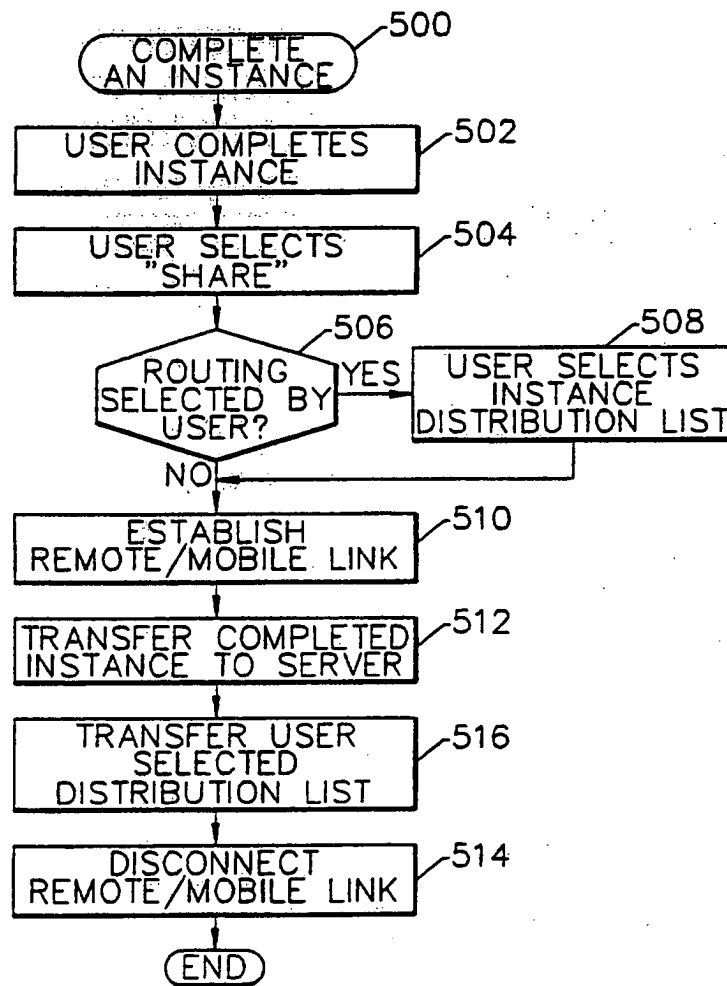 500
COMPLETE
AN INSTANCE
502
USER COMPLETES
INSTANCE
504
USER SELECTS
"SHARE"
506
ROUTING
SELECTED BY
USER?
YES
508
USER SELECTS
INSTANCE
DISTRIBUTION LIST
NO
510
ESTABLISH
REMOTE/MOBILE LINK
512
TRANSFER COMPLETED
INSTANCE TO SERVER
516
TRANSFER USER
SELECTED
DISTRIBUTION LIST
514
DISCONNECT
REMOTE/MOBILE LINK
END